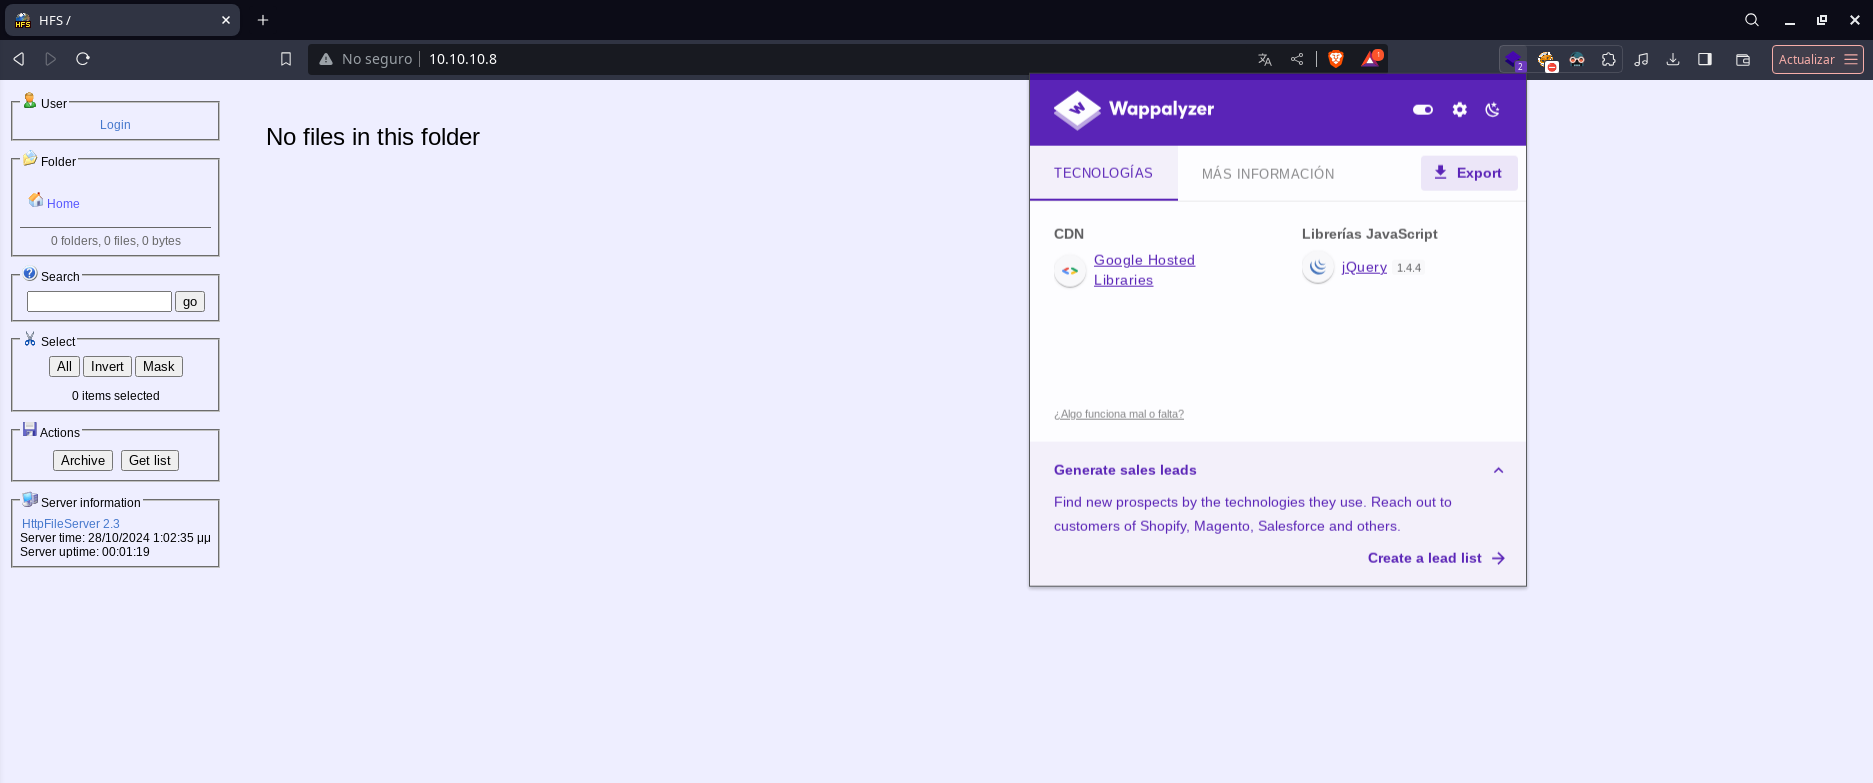 HFS /
No seguro
10.10.10.8
2
Actualizar
User
Login
Folder
Home
0 folders, 0 files, 0 bytes
Search
go
Select
All
Invert
Mask
0 items selected
Actions
Archive
Get list
Server information
HttpFileServer 2.3
Server time: 28/10/2024 1:02:35 μμ
Server uptime: 00:01:19
No files in this folder
Wappalyzer
TECNOLOGÍAS
MÁS INFORMACIÓN
Export
CDN
Google Hosted
Libraries
Librerías JavaScript
jQuery
1.4.4
¿Algo funciona mal o falta?
Generate sales leads
Find new prospects by the technologies they use. Reach out to
customers of Shopify, Magento, Salesforce and others.
Create a lead list